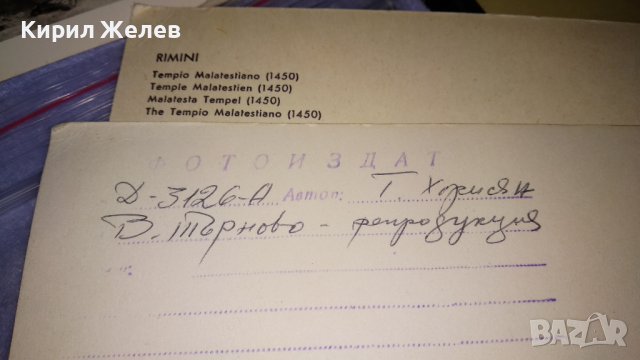 Кирил Желев
RIMINI
Tempio Malatestiano (1450)
Temple Malatestien (1450)
Malatesta Tempel (1450)
The Tempio Malatestiano (1450)
ФОТОИЗДАТ
Д-3126-А Автор: Т.
В. Търново - репродукция
BAZAR